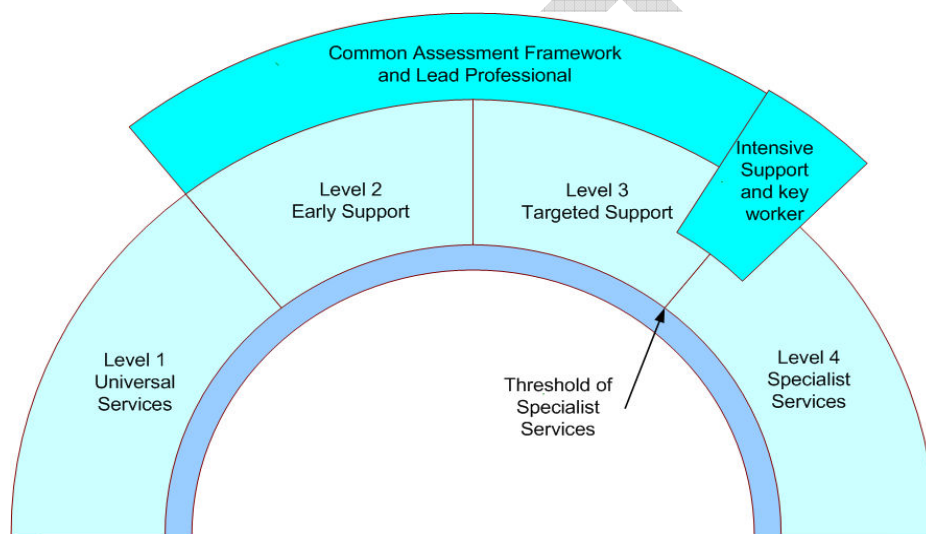 Common Assessment Framework
and Lead Professional
Intensive
Support
and key
worker
Level 2
Early Support
Level 3
Targeted Support
Level 1
Universal
Services
Threshold of
Specialist
Services
Level 4
Specialist
Services